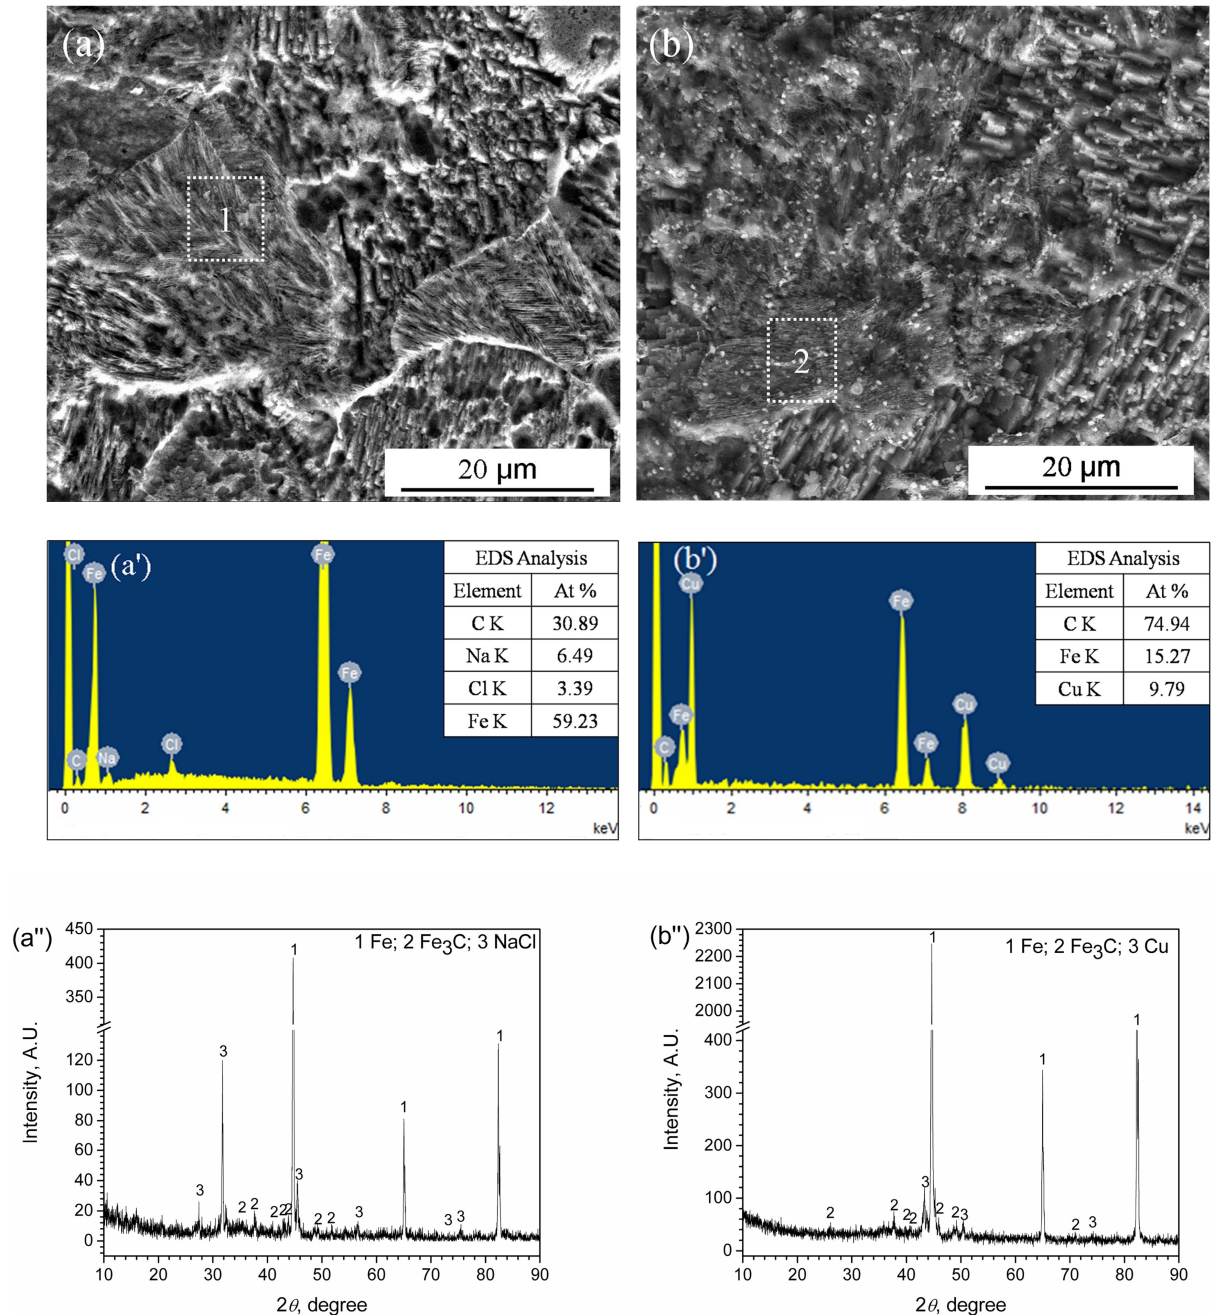 (a)
1
20 µm
(b)
2
20 µm
(a')
Cl
Fe
C
Na
Cl
Fe
Fe
EDS Analysis
Element At %
C K 30.89
Na K 6.49
Cl K 3.39
Fe K 59.23
0 2 4 6 8 10 12
keV
(b')
Cu
Fe
C
Fe
Fe
Cu
Cu
EDS Analysis
Element At %
C K 74.94
Fe K 15.27
Cu K 9.79
0 2 4 6 8 10 12 14
keV
(a'')
1 Fe; 2 Fe3C; 3 NaCl
Intensity, A.U.
450
400
350
120
100
80
60
40
20
0
3 3 2 2 2 2 2 1 3 2 2 3 1 3 3 1
10 20 30 40 50 60 70 80 90
2θ, degree
(b'')
1 Fe; 2 Fe3C; 3 Cu
Intensity, A.U.
2300
2200
2100
2000
400
300
200
100
0
2 2 2 2 3 1 2 2 3 1 2 3 1
10 20 30 40 50 60 70 80 90
2θ, degree